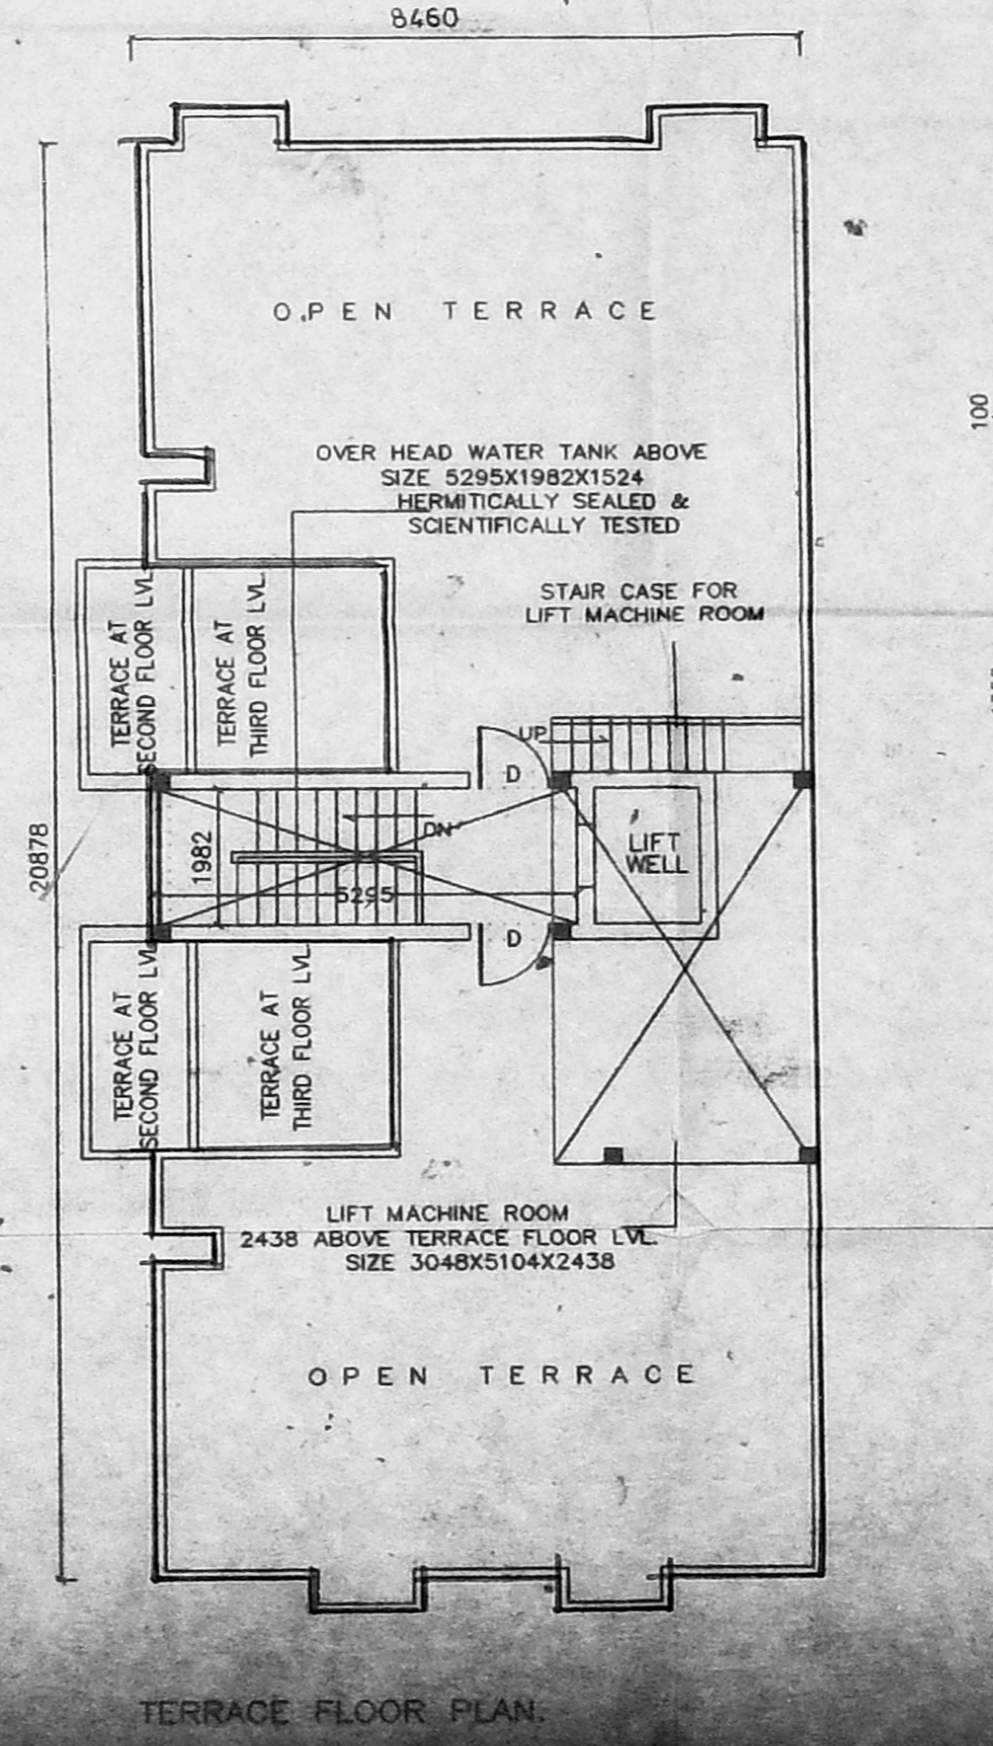 8460
O.PEN TERRACE
100
OVER HEAD WATER TANK ABOVE
SIZE 5295X1982X1524
HERMITICALLY SEALED &
SCIENTIFICALLY TESTED
STAIR CASE FOR
LIFT MACHINE ROOM
TERRACE AT
SECOND FLOOR LVL.
TERRACE AT
THIRD FLOOR LVL.
UP
D
DN
LIFT
WELL
20878
1982
5295
D
TERRACE AT
SECOND FLOOR LVL.
TERRACE AT
THIRD FLOOR LVL.
LIFT MACHINE ROOM
2438 ABOVE TERRACE FLOOR LVL.
SIZE 3048X5104X2438
OPEN TERRACE
TERRACE FLOOR PLAN.